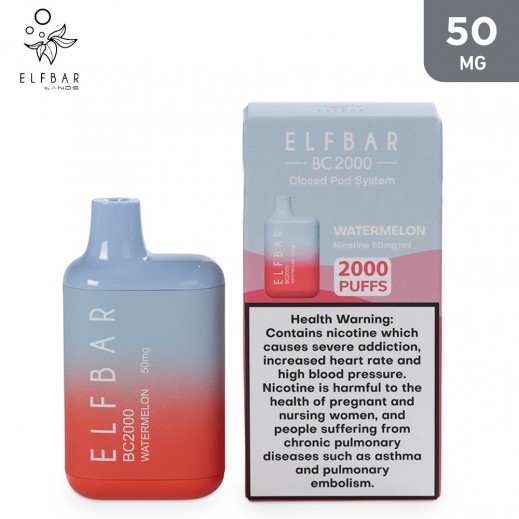 ELFBAR
By ANDS
50
MG
ELFBAR
BC2000
WATERMELON 50mg
ELFBAR
BC2000
Closed Pod System
WATERMELON
Nicotine 50mg/ml
2000
PUFFS
Health Warning:
Contains nicotine which
causes severe addiction,
increased heart rate and
high blood pressure.
Nicotine is harmful to the
health of pregnant and
nursing women, and
people suffering from
chronic pulmonary
diseases such as asthma
and pulmonary
emphysema.